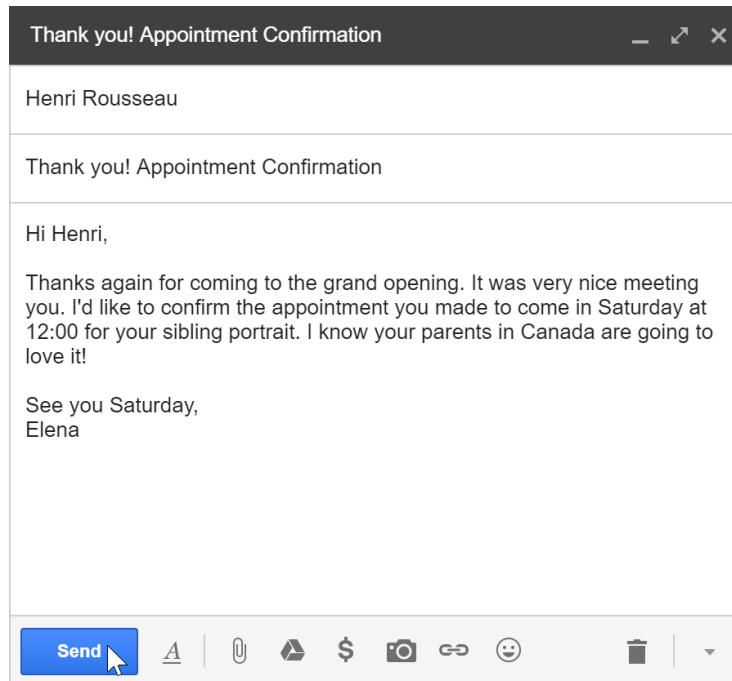 Thank you! Appointment Confirmation
Henri Rousseau
Thank you! Appointment Confirmation
Hi Henri,
Thanks again for coming to the grand opening. It was very nice meeting
you. I'd like to confirm the appointment you made to come in Saturday at
12:00 for your sibling portrait. I know your parents in Canada are going to
love it!
See you Saturday,
Elena
Send